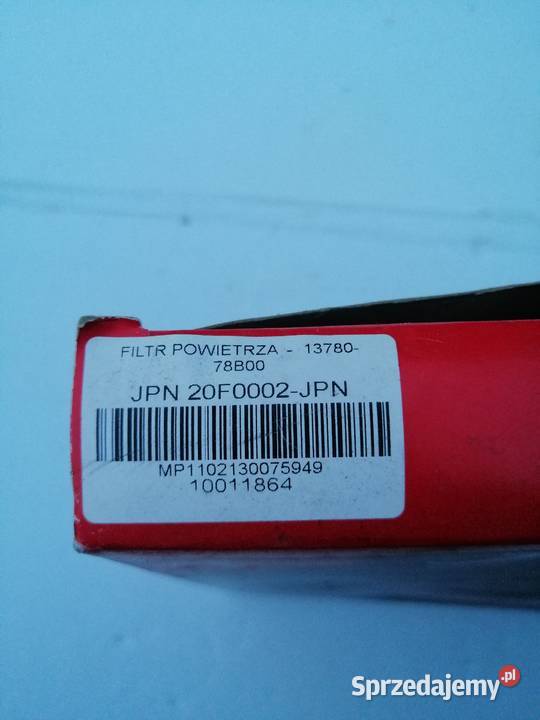 FILTR POWIETRZA - 13780-
78B00
JPN 20F0002-JPN
MP1102130075949
10011864
Sprzedajemy.pl